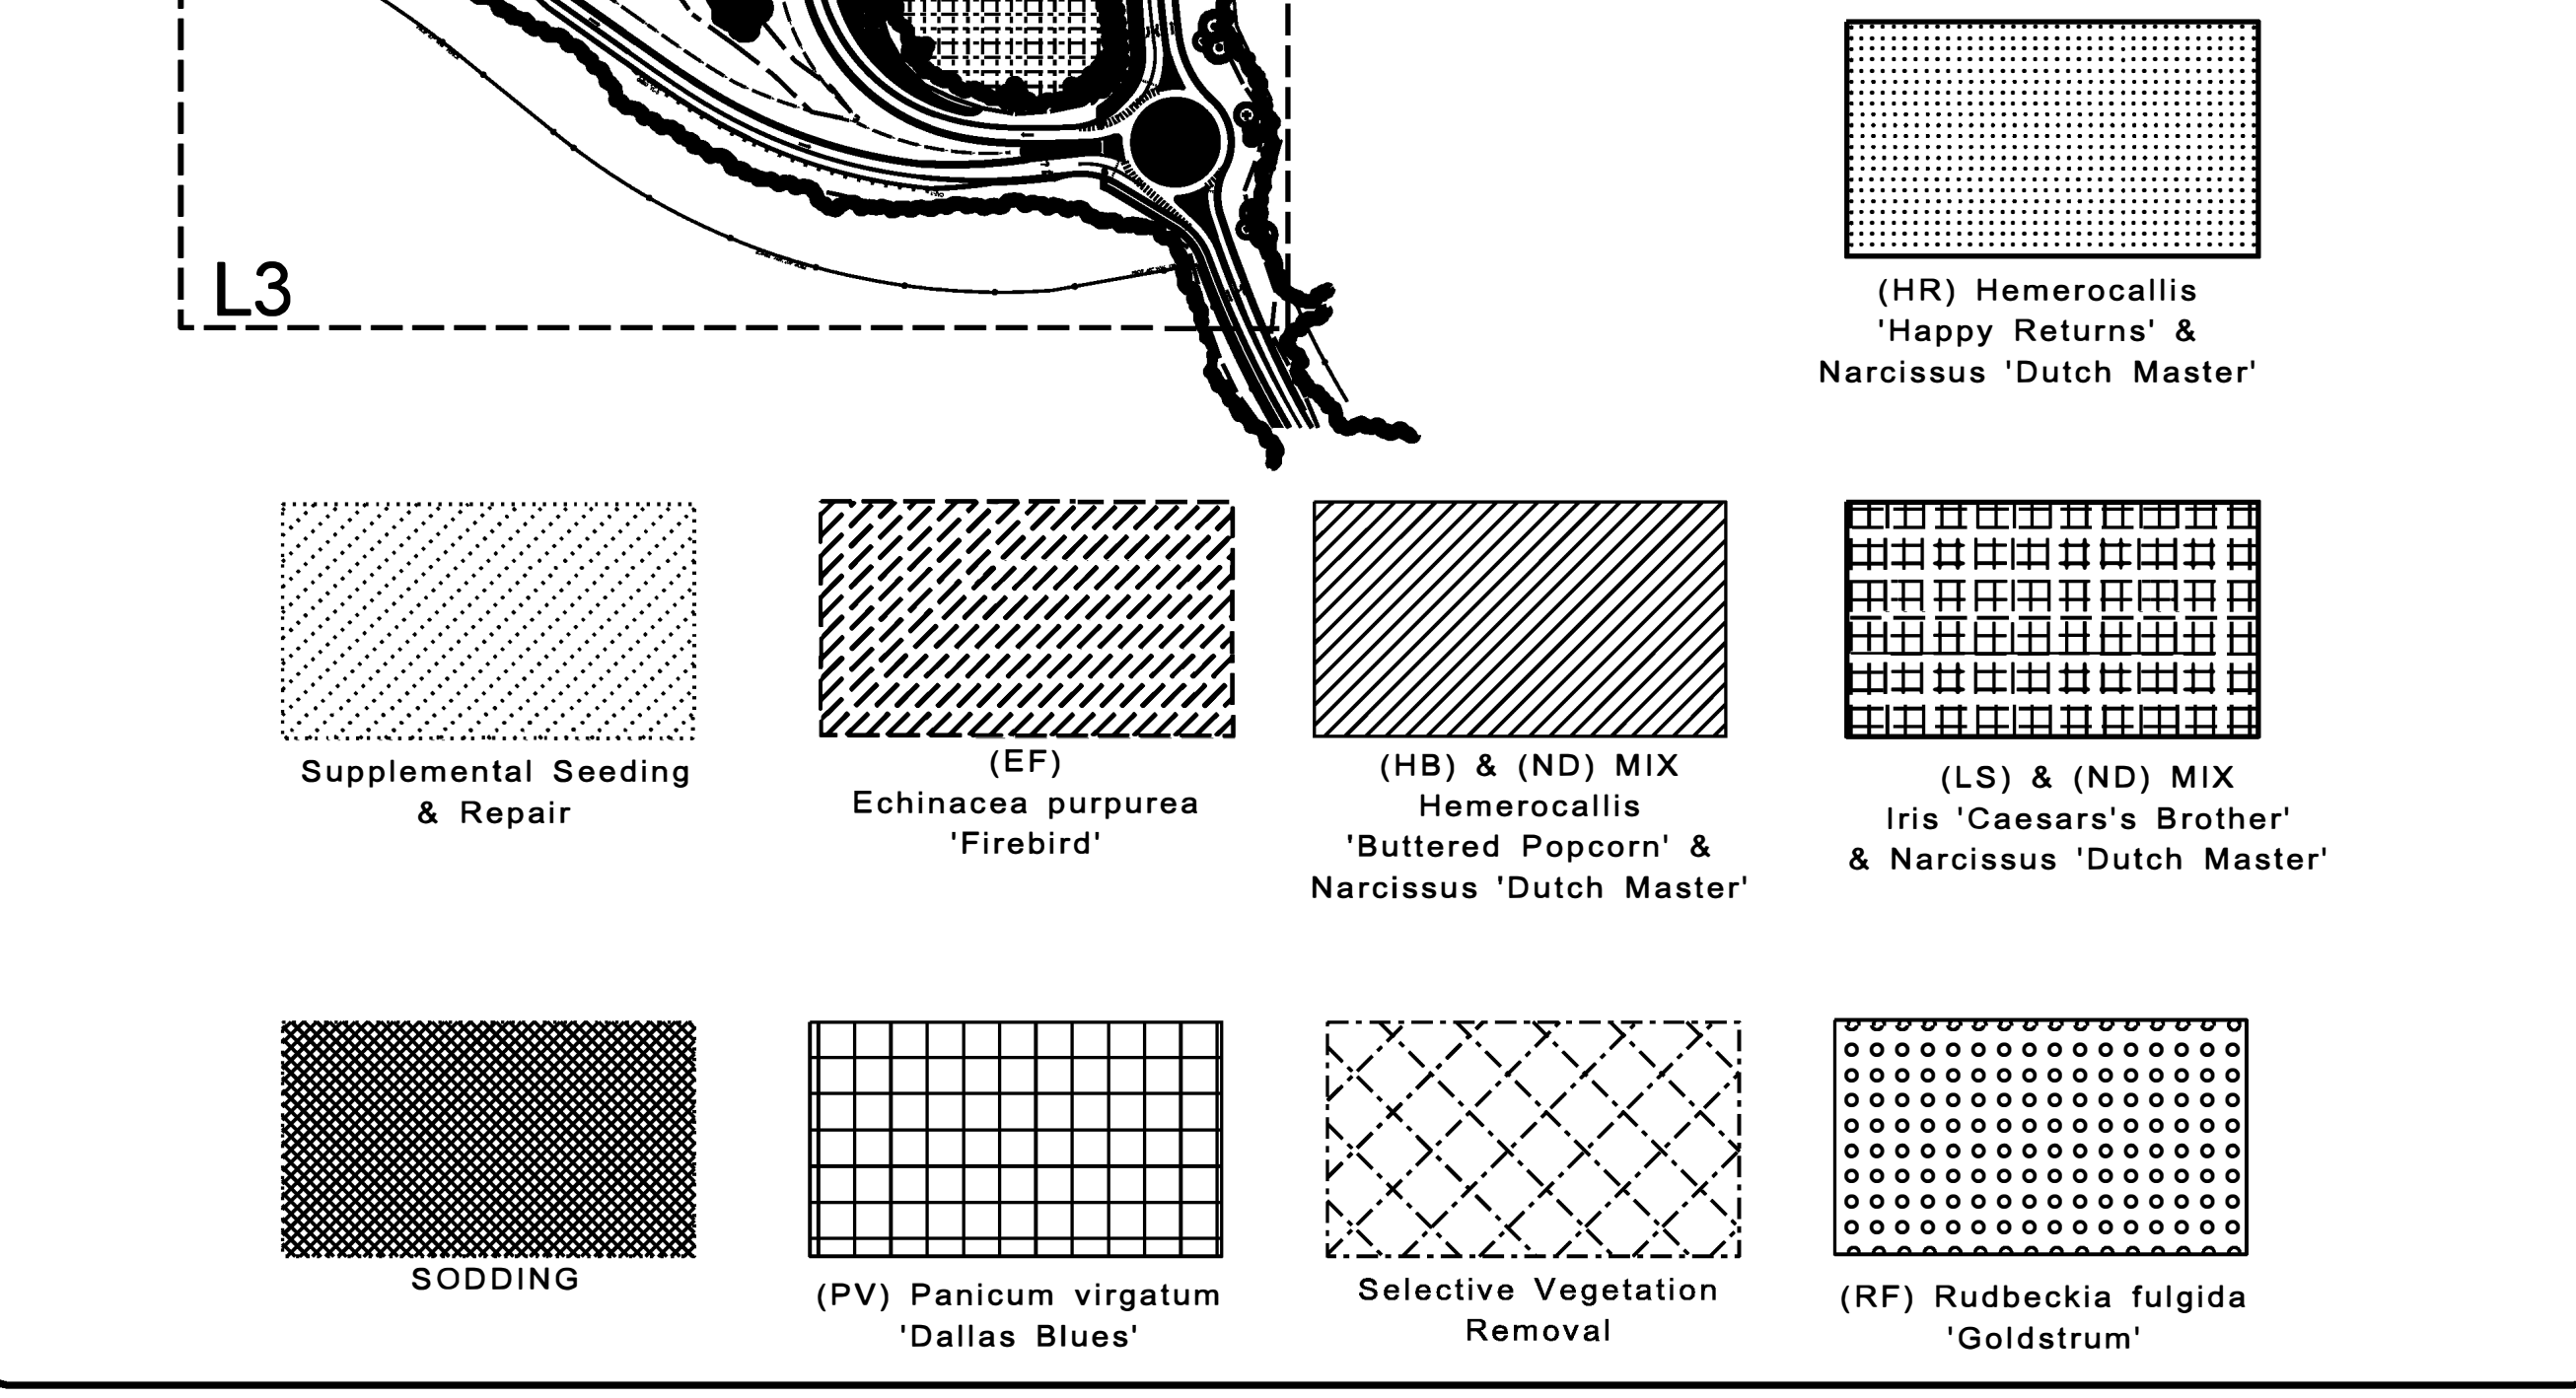 L3
(HR) Hemerocallis
'Happy Returns' &
Narcissus 'Dutch Master'
Supplemental Seeding
& Repair
(EF)
Echinacea purpurea
'Firebird'
(HB) & (ND) MIX
Hemerocallis
'Buttered Popcorn' &
Narcissus 'Dutch Master'
(LS) & (ND) MIX
Iris 'Caesars's Brother'
& Narcissus 'Dutch Master'
SODDING
(PV) Panicum virgatum
'Dallas Blues'
Selective Vegetation
Removal
(RF) Rudbeckia fulgida
'Goldstrum'